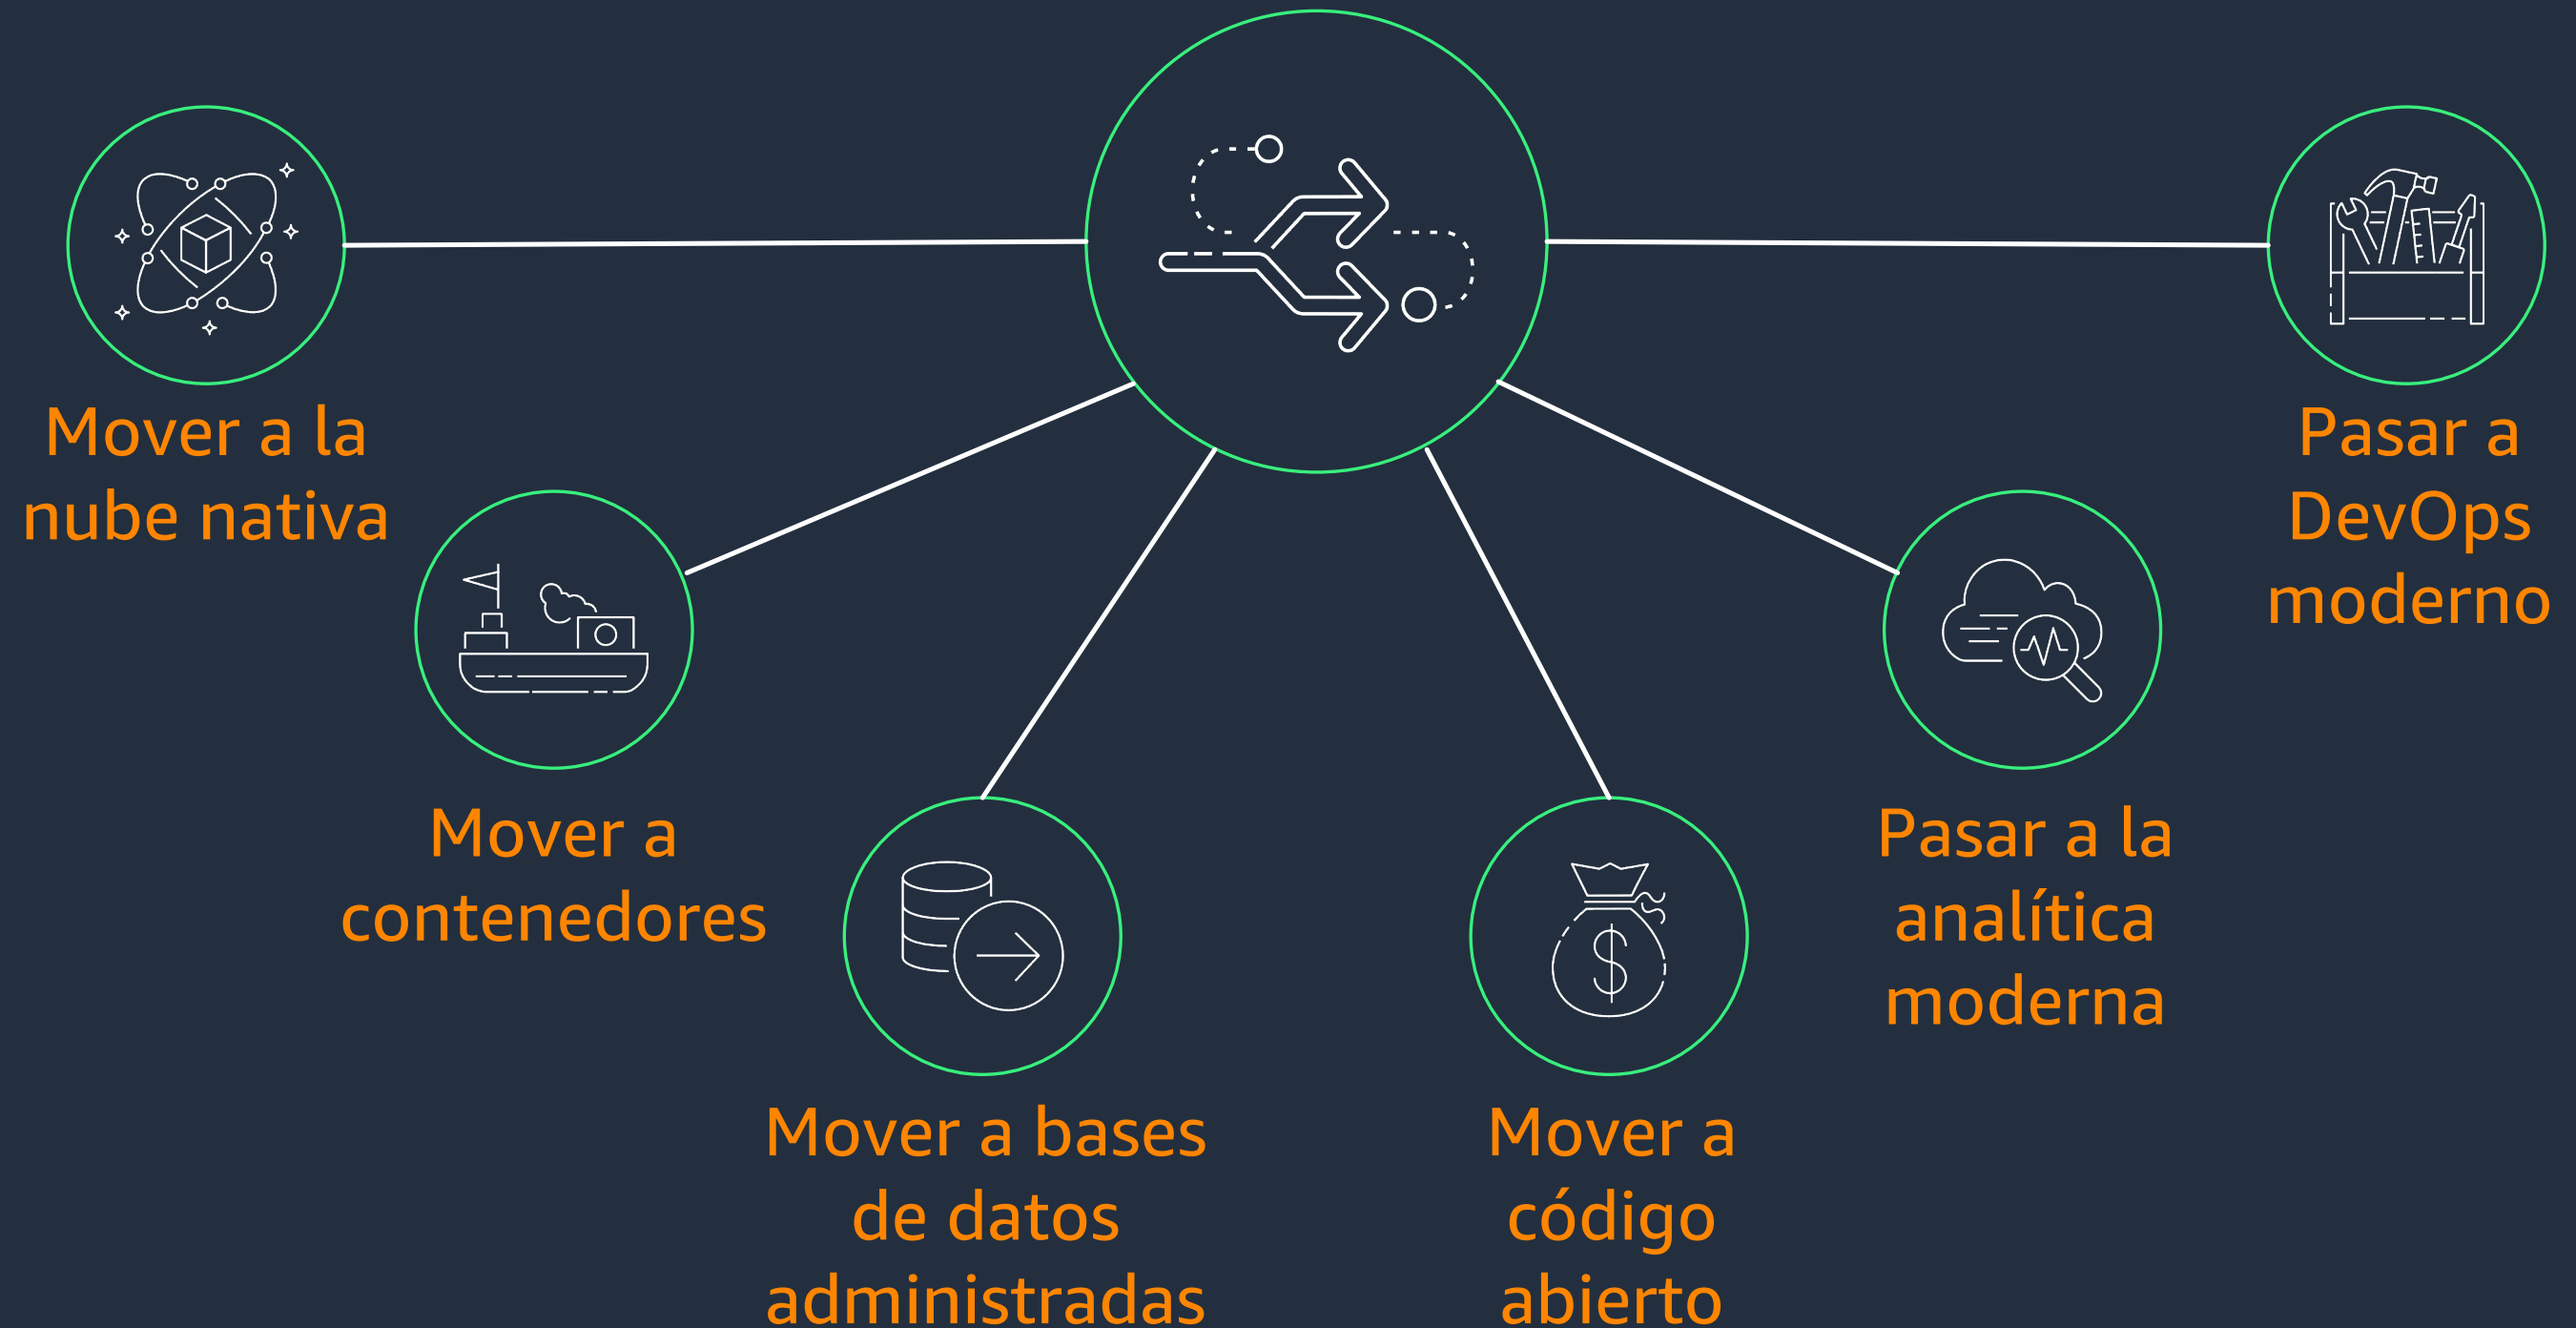 Mover a la
nube nativa
Mover a
contenedores
Mover a bases
de datos
administradas
Mover a
código
abierto
Pasar a la
analítica
moderna
Pasar a
DevOps
moderno